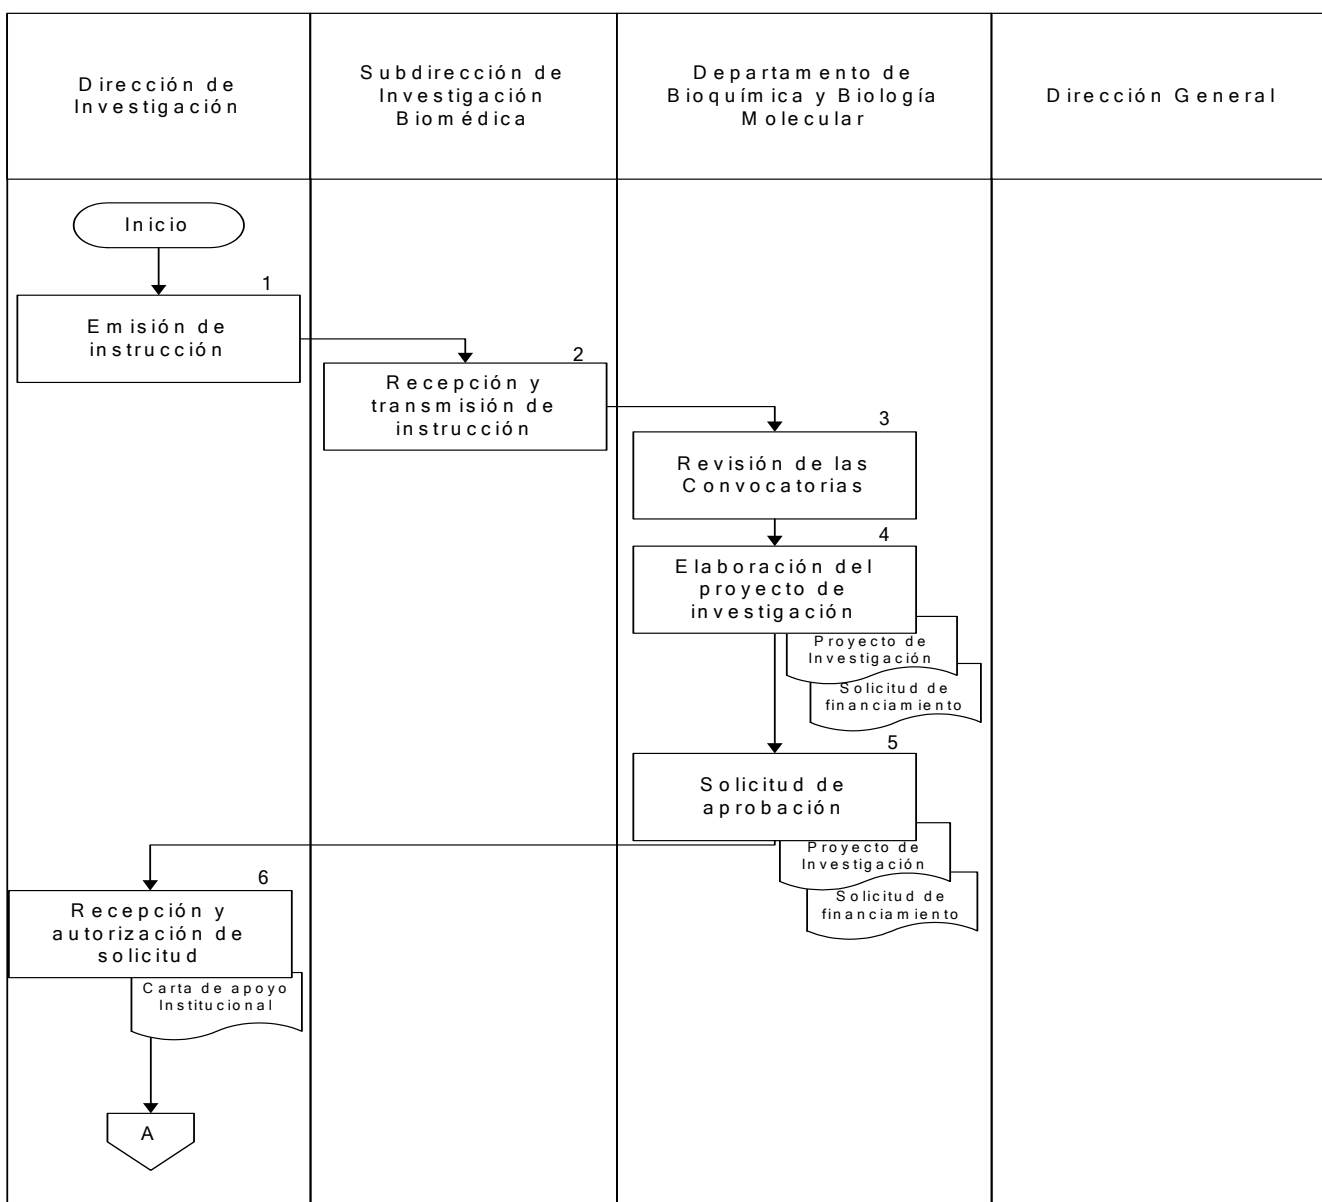 Dirección de
Investigación
Subdirección de
Investigación
Biomédica
Departamento de
Bioquímica y Biología
Molecular
Dirección General
Inicio
1
Emisión de
instrucción
2
Recepción y
transmisión de
instrucción
3
Revisión de las
Convocatorias
4
Elaboración del
proyecto de
investigación
Proyecto de
Investigación
Solicitud de
financiamiento
5
Solicitud de
aprobación
Proyecto de
Investigación
Solicitud de
financiamiento
6
Recepción y
autorización de
solicitud
Carta de apoyo
Institucional
A